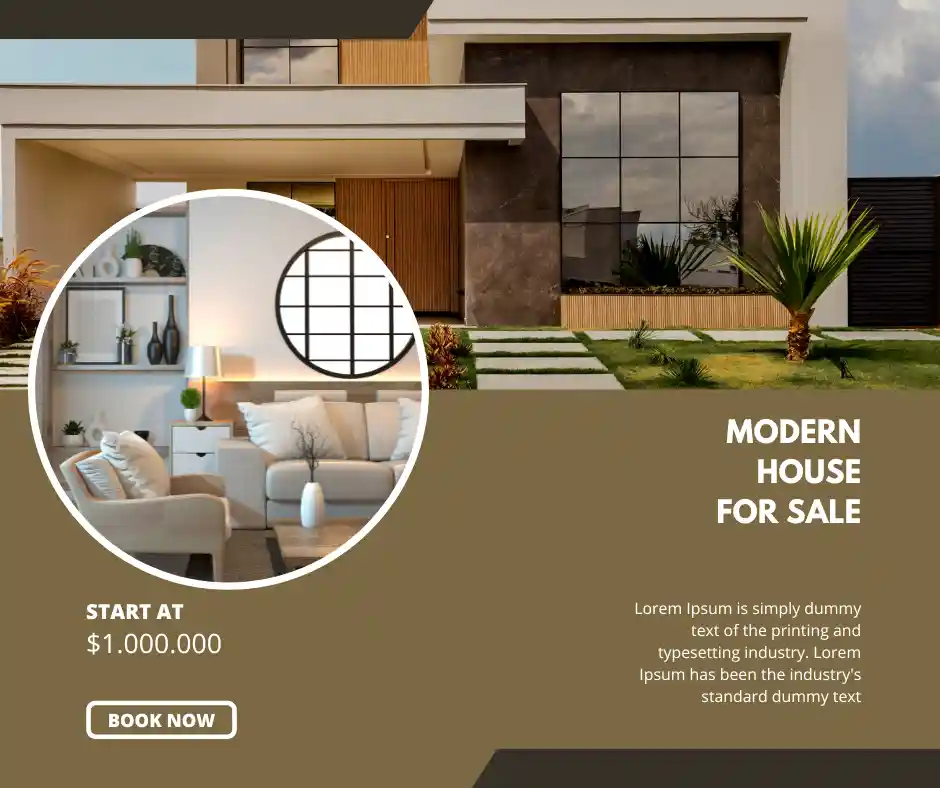 MODERN
HOUSE
FOR SALE
START AT
$1.000.000
BOOK NOW
Lorem Ipsum is simply dummy
text of the printing and
typesetting industry. Lorem
Ipsum has been the industry's
standard dummy text